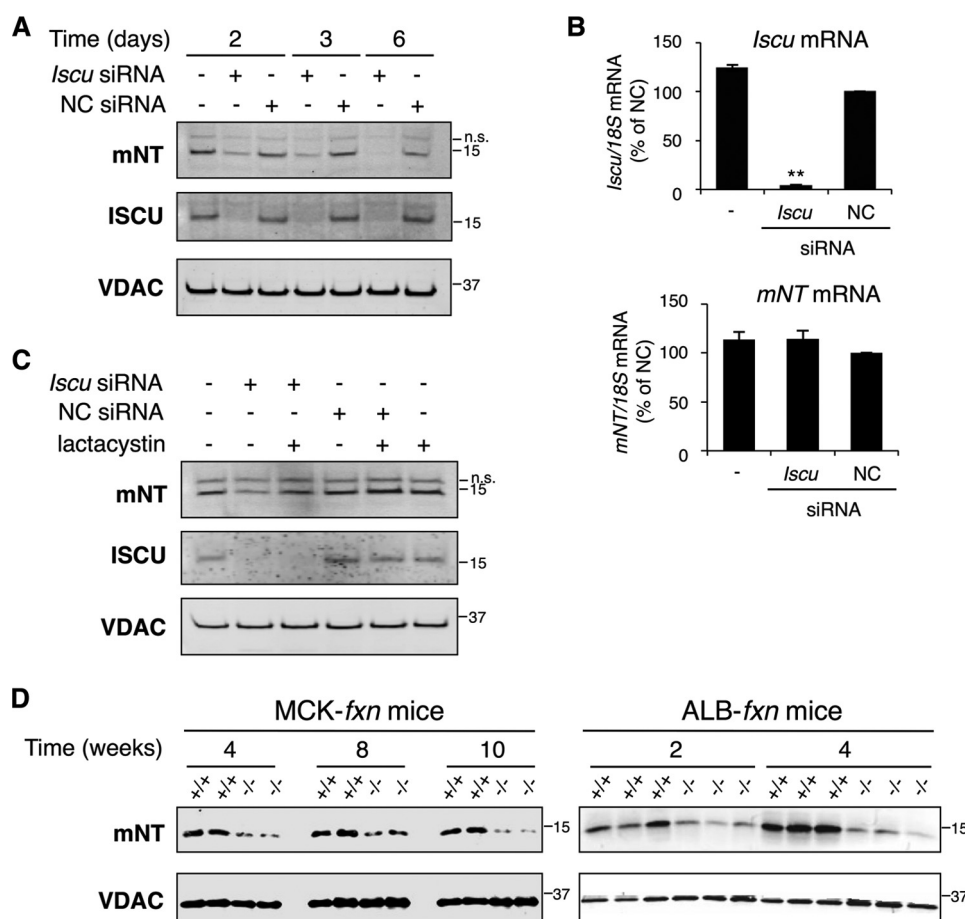 A
Time (days) 2 3 6
Iscu siRNA - + - + - + -
NC siRNA - - + - + - +
mNT -n.s. -15
ISCU -15
VDAC -37
B
Iscu mRNA
Iscu/18S mRNA
(% of NC)
150
100
50
0
**
- Iscu NC
siRNA
mNT mRNA
mNT/18S mRNA
(% of NC)
150
100
50
0
- Iscu NC
siRNA
C
Iscu siRNA - + + - - -
NC siRNA - - - + + -
lactacystin - - + - + +
mNT -n.s. -15
ISCU -15
VDAC -37
D
MCK-fxn mice ALB-fxn mice
Time (weeks) 4 8 10 2 4
+/+ +/+ -/- -/- +/+ +/+ -/- -/- +/+ +/+ -/- -/- +/+ +/+ +/+ -/- -/- -/- +/+ +/+ +/+ -/- -/- -/-
mNT -15 -15
VDAC -37 -37